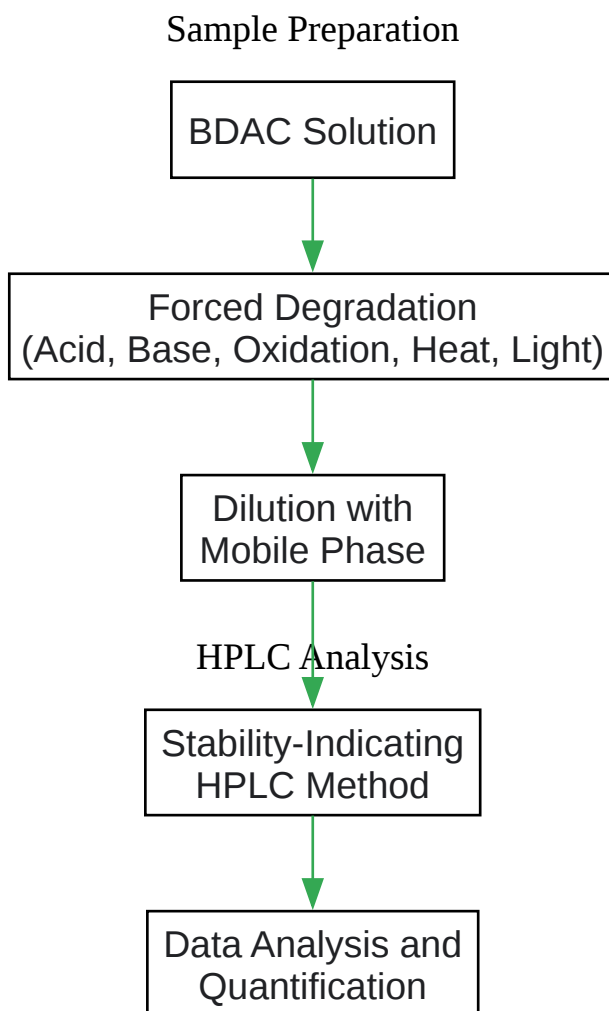 Sample Preparation
BDAC Solution
Forced Degradation
(Acid, Base, Oxidation, Heat, Light)
Dilution with
Mobile Phase
HPLC Analysis
Stability-Indicating
HPLC Method
Data Analysis and
Quantification